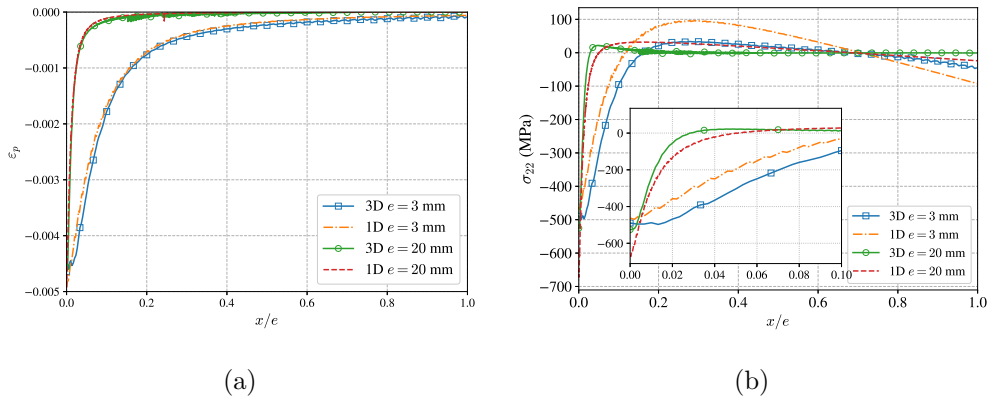 0.000
−0.001
−0.002
−0.003
−0.004
−0.005
ε_p
0.0
0.2
0.4
0.6
0.8
1.0
x/e
3D e = 3 mm
1D e = 3 mm
3D e = 20 mm
1D e = 20 mm
(a)
100
0
−100
−200
−300
−400
−500
−600
−700
σ_22 (MPa)
0
−200
−400
−600
0.00
0.02
0.04
0.06
0.08
0.10
3D e = 3 mm
1D e = 3 mm
3D e = 20 mm
1D e = 20 mm
0.0
0.2
0.4
0.6
0.8
1.0
x/e
(b)